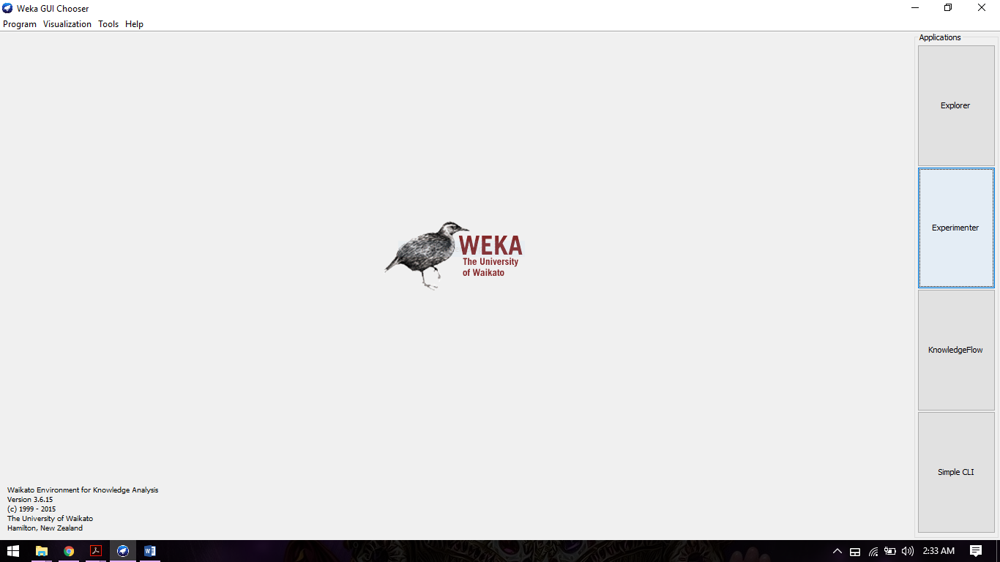 Weka GUI Chooser
Program Visualization Tools Help
Applications
Explorer
Experimenter
WEKA
The University
of Waikato
KnowledgeFlow
Simple CLI
Waikato Environment for Knowledge Analysis
Version 3.6.15
(c) 1999 - 2015
The University of Waikato
Hamilton, New Zealand
2:33 AM